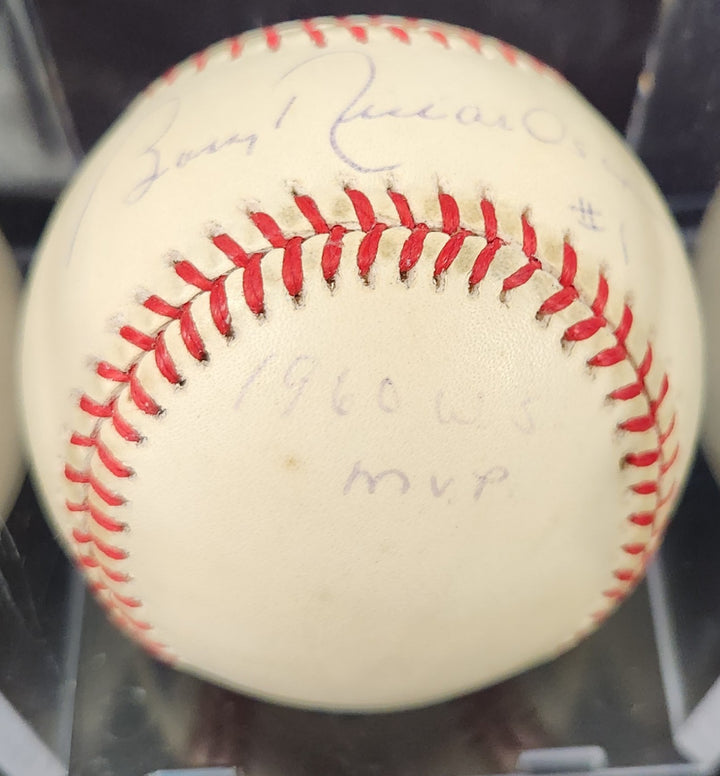 Bobby Richardson
#1
1960 W.S.
M.V.P.